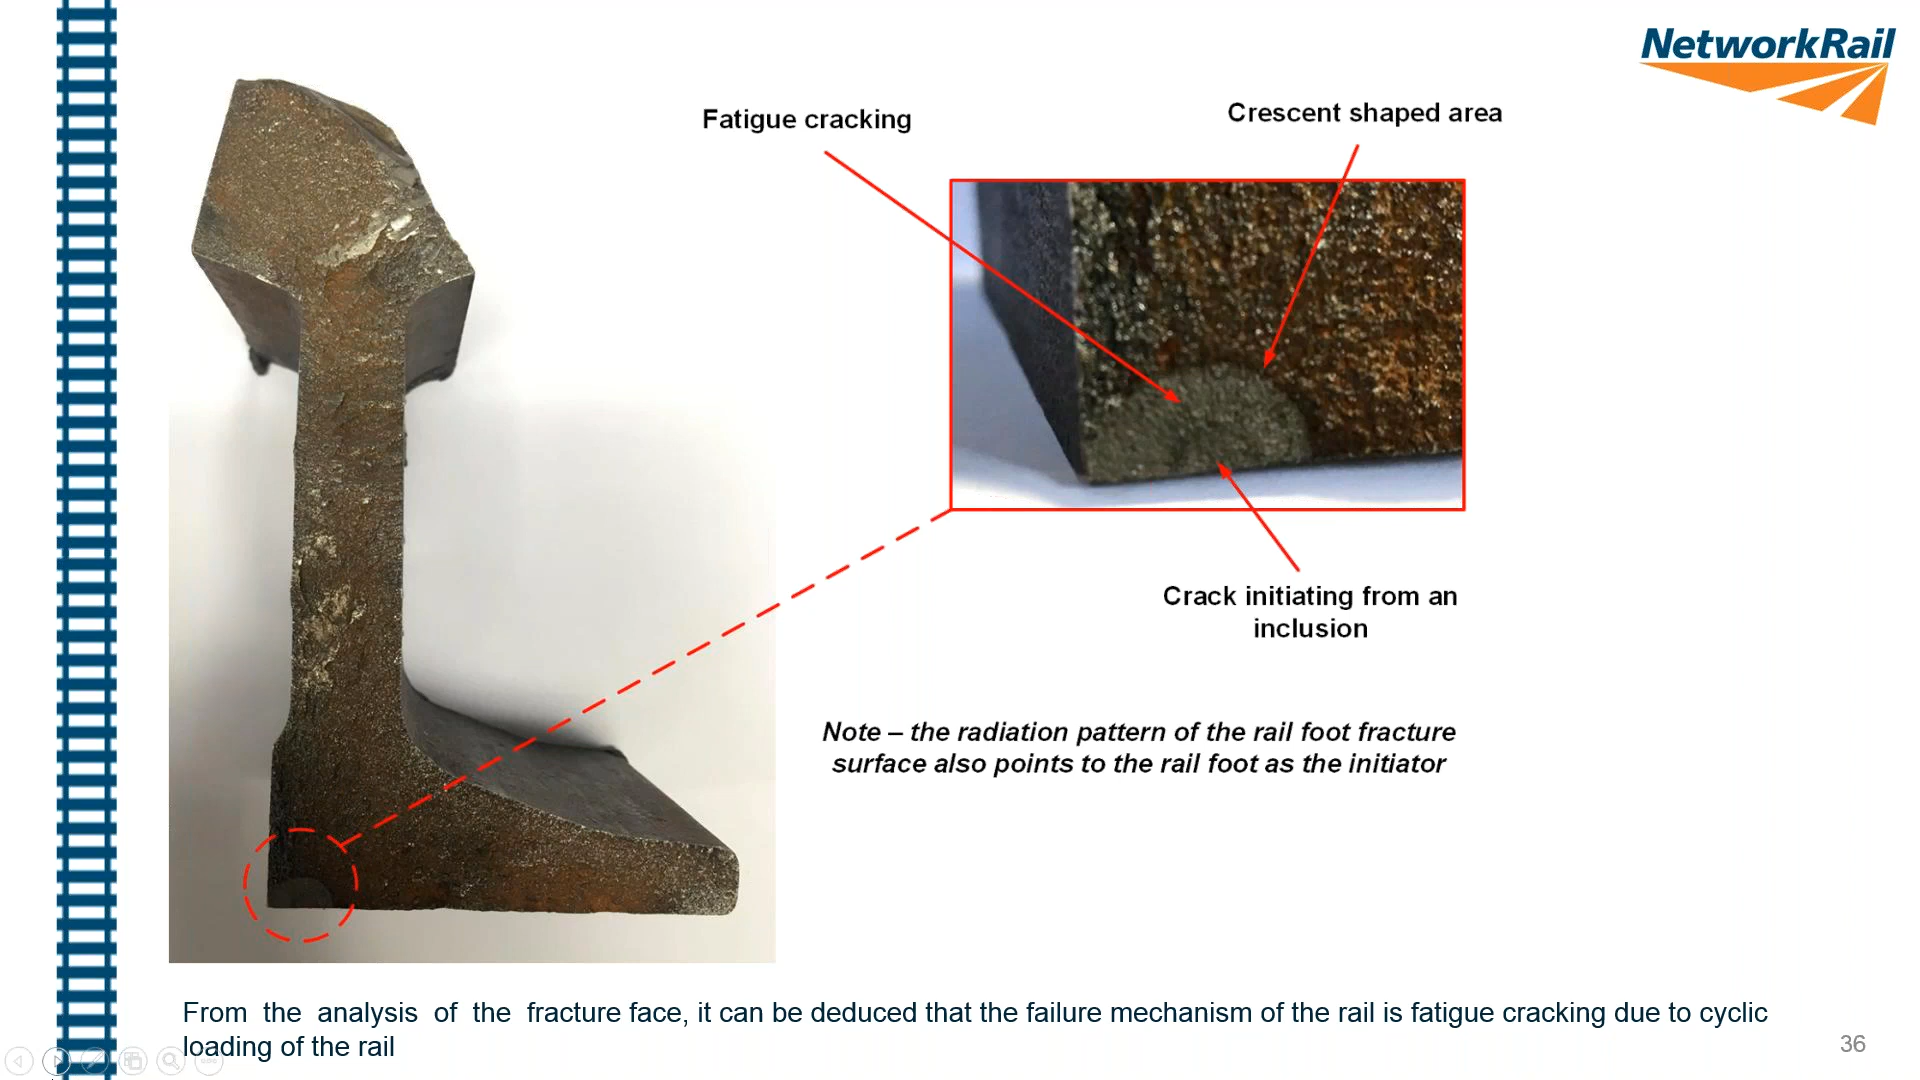 NetworkRail
Fatigue cracking
Crescent shaped area
Crack initiating from an
inclusion
Note – the radiation pattern of the rail foot fracture
surface also points to the rail foot as the initiator
From the analysis of the fracture face, it can be deduced that the failure mechanism of the rail is fatigue cracking due to cyclic
loading of the rail
36